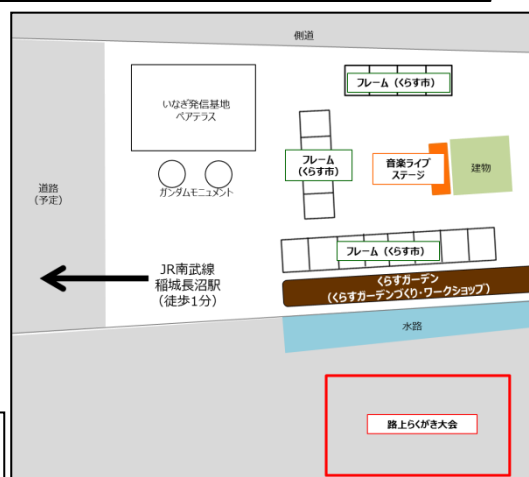 側道
フレーム（くらす市）
いなぎ発信基地
ペアテラス
ガンダムモニュメント
フレーム
（くらす市）
音楽ライブ
ステージ
建物
道路
（予定）
フレーム（くらす市）
JR南武線
稲城長沼駅
（徒歩1分）
くらすガーデン
（くらすガーデンづくり・ワークショップ）
水路
路上らくがき大会